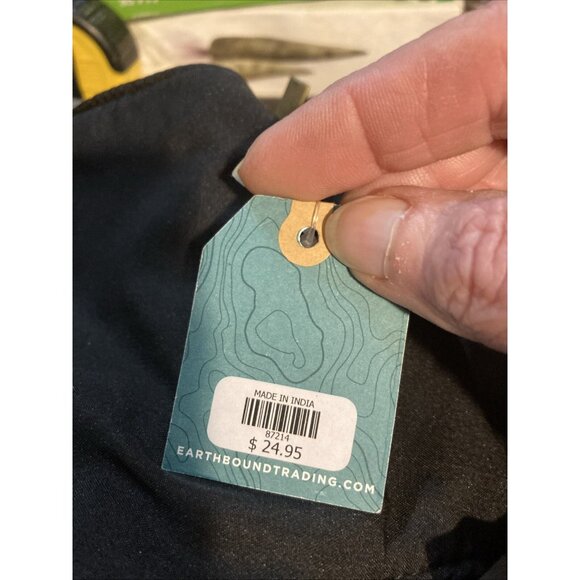 MADE IN INDIA
87214
$ 24.95
EARTHBOUNDTRADING.COM